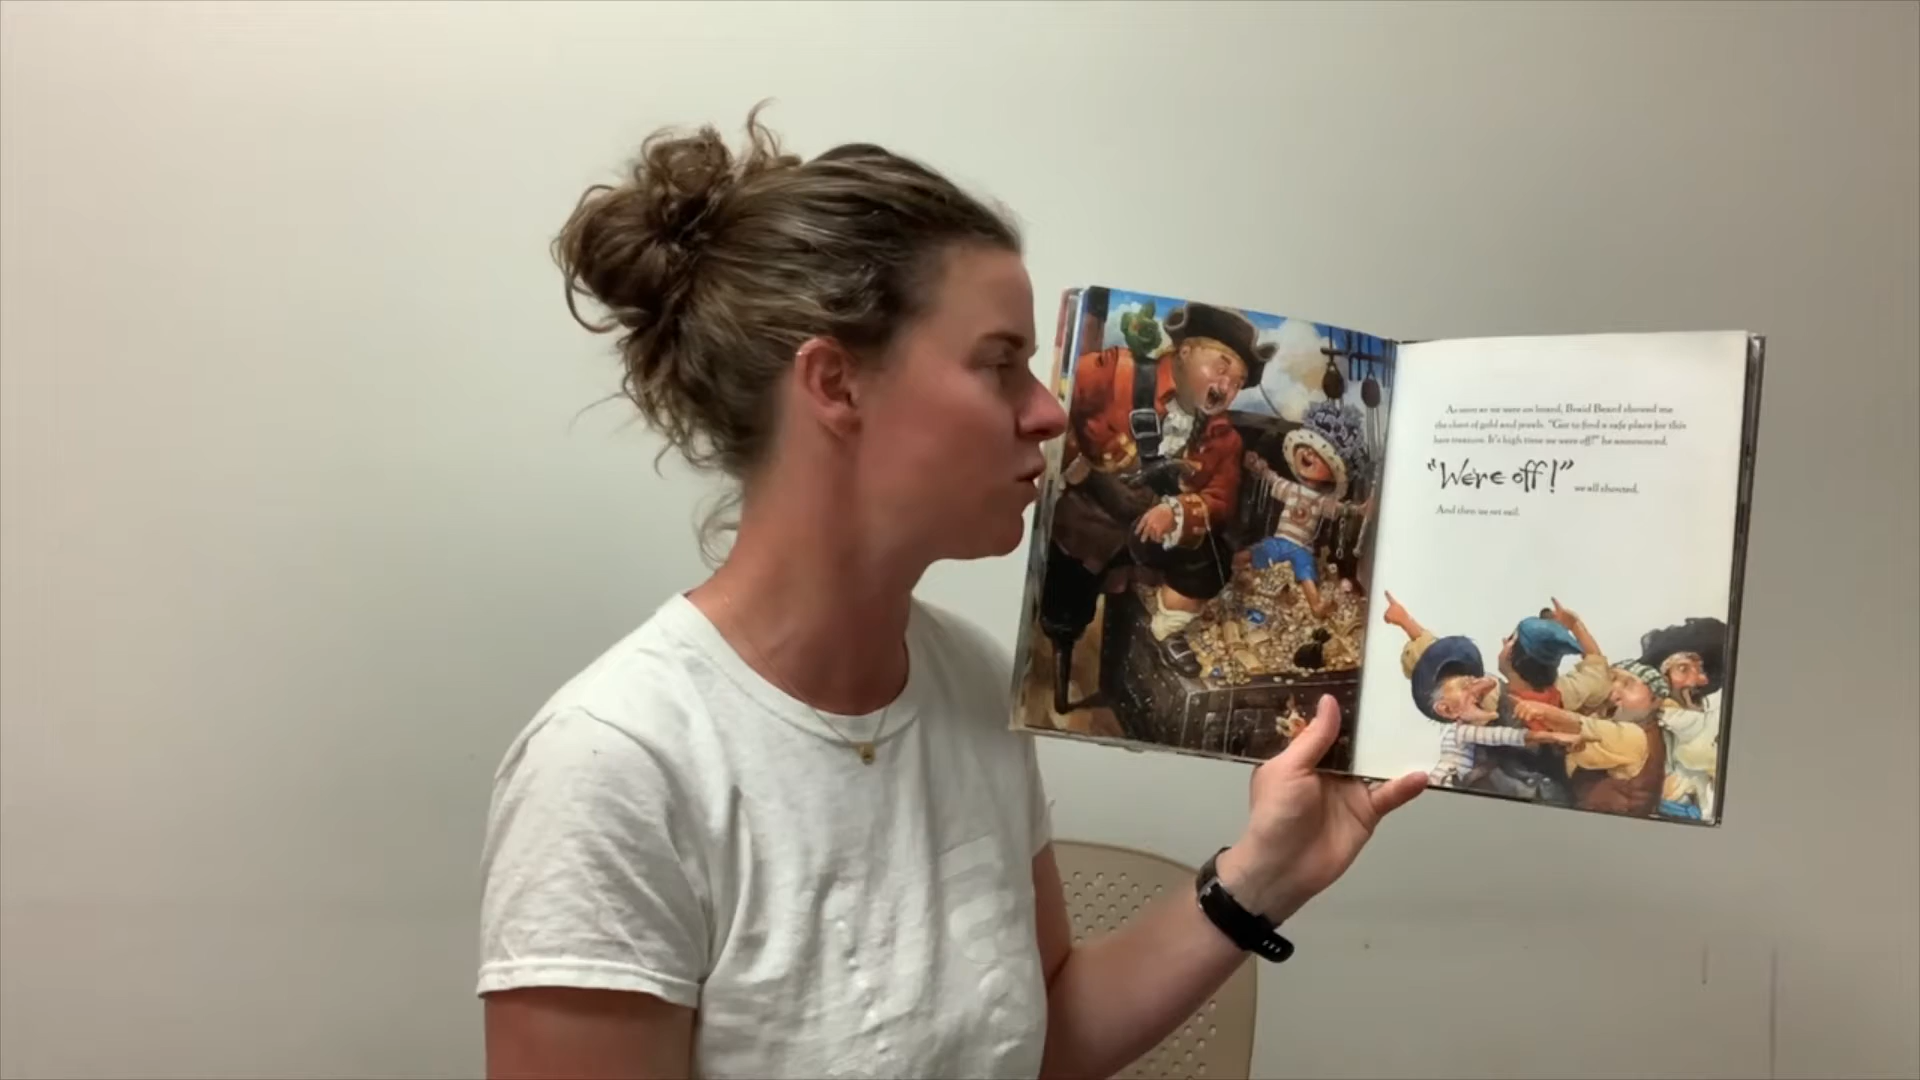 As soon as we were on board, Braid Beard showed me
the chest of gold and jewels. "Got to find a safe place for this
here treasure. It's high time we were off!" he announced.
"We're off!" we all shouted.
And then we set sail.